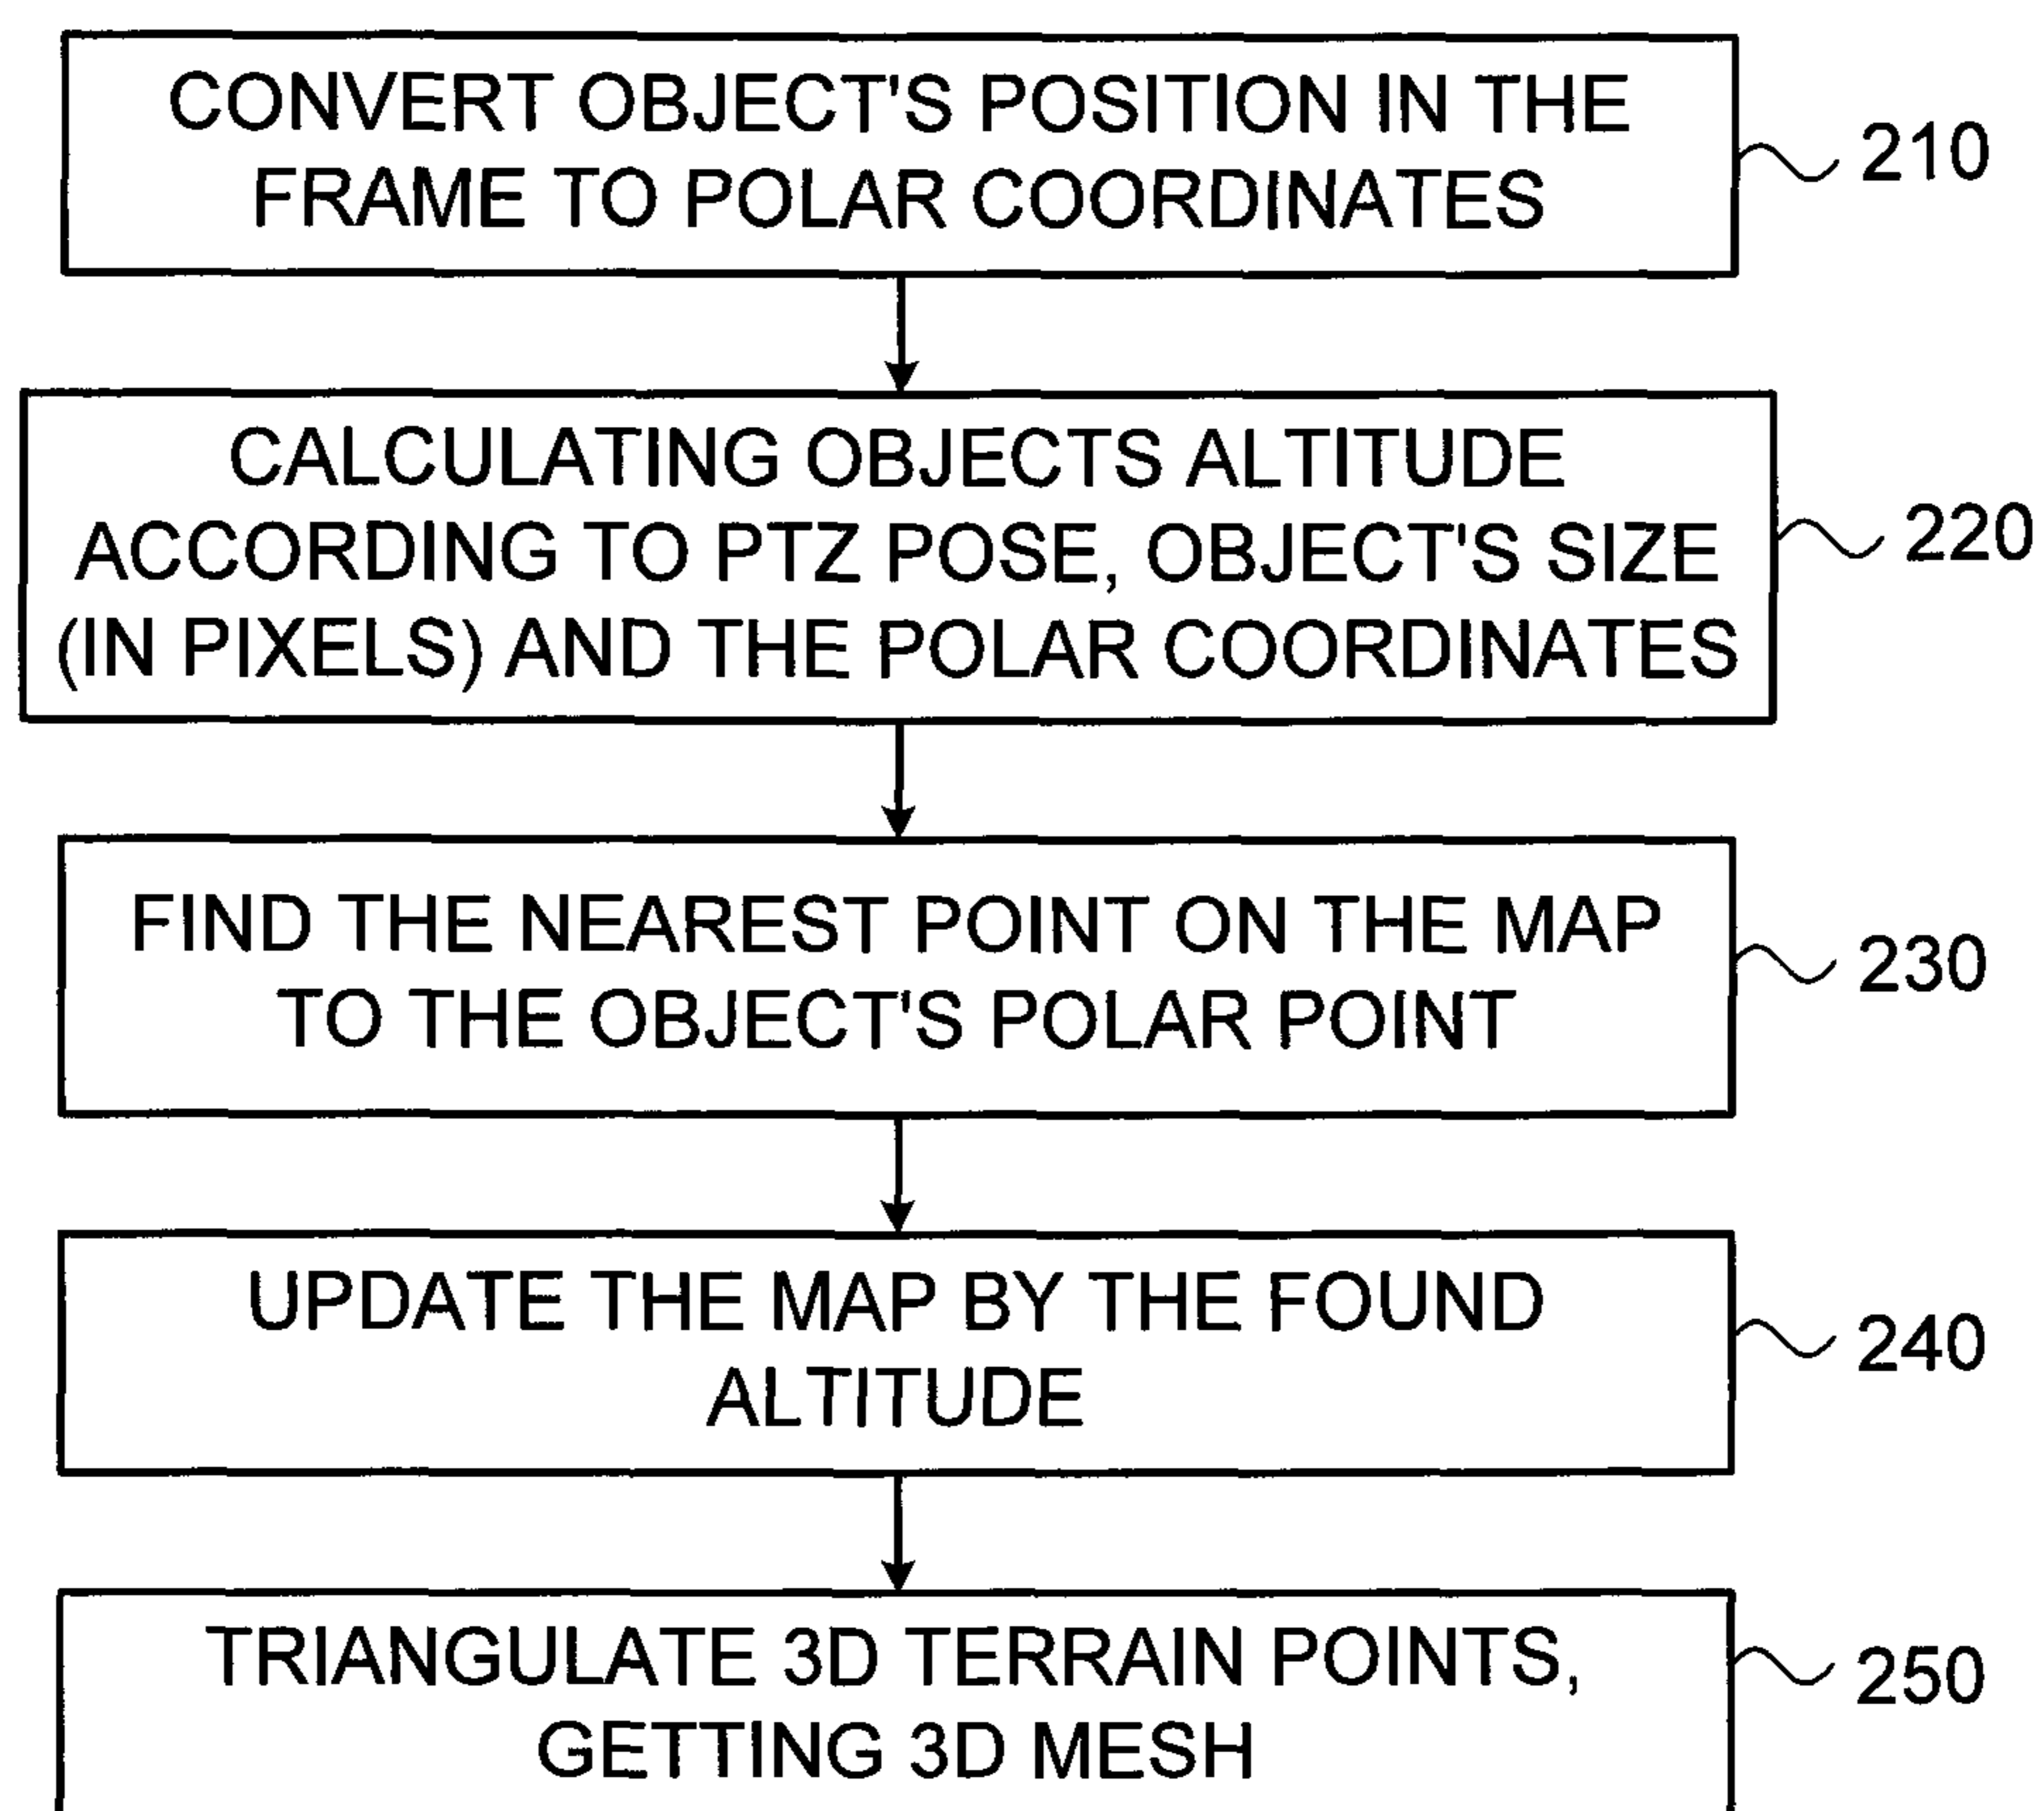 CONVERT OBJECT'S POSITION IN THE
FRAME TO POLAR COORDINATES
210
CALCULATING OBJECTS ALTITUDE
ACCORDING TO PTZ POSE, OBJECT'S SIZE
(IN PIXELS) AND THE POLAR COORDINATES
220
FIND THE NEAREST POINT ON THE MAP
TO THE OBJECT'S POLAR POINT
230
UPDATE THE MAP BY THE FOUND
ALTITUDE
240
TRIANGULATE 3D TERRAIN POINTS,
GETTING 3D MESH
250